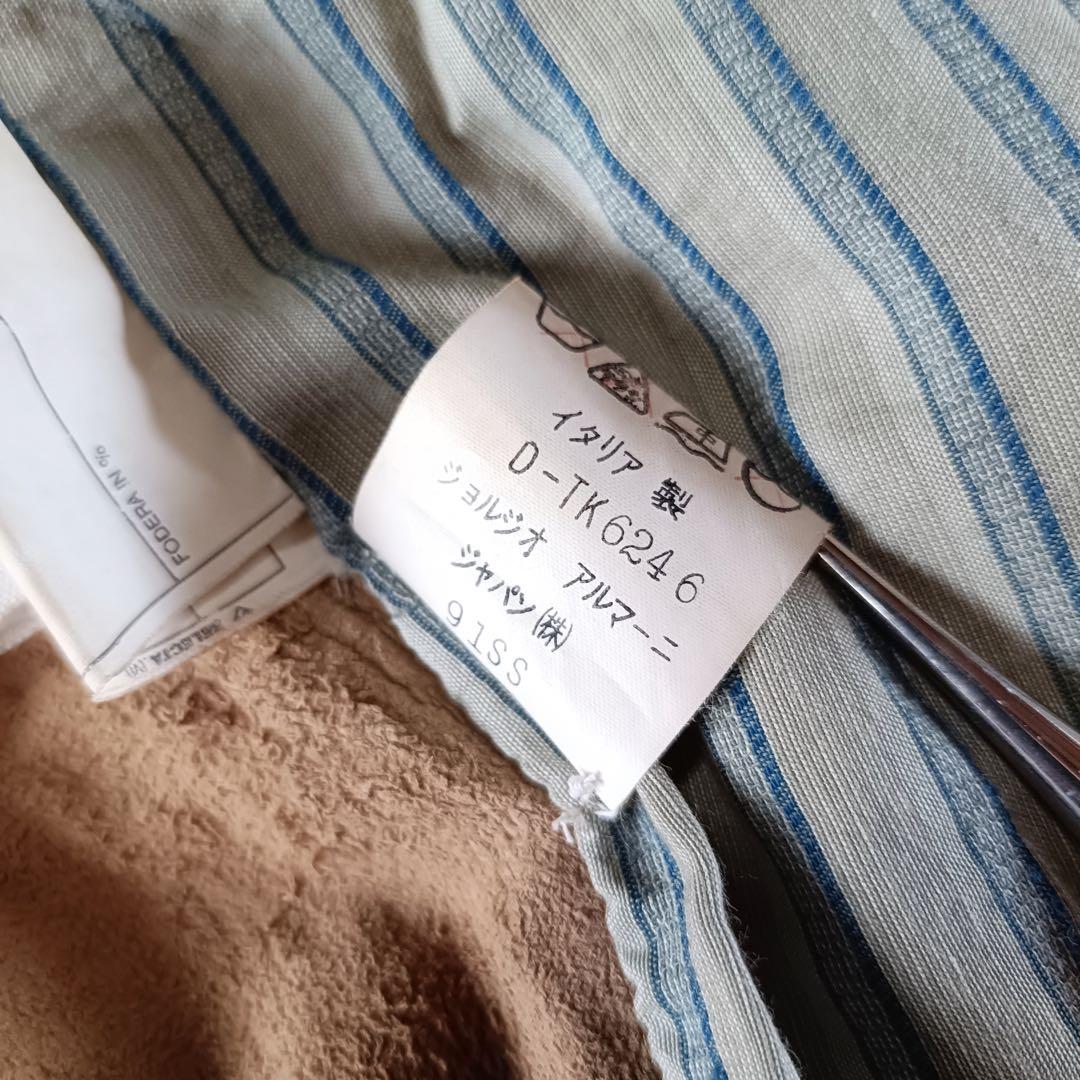 イタリア 製
D-TK6246
ジョルジオ アルマーニ
ジャパン(株)
91SS
FODERA IN %